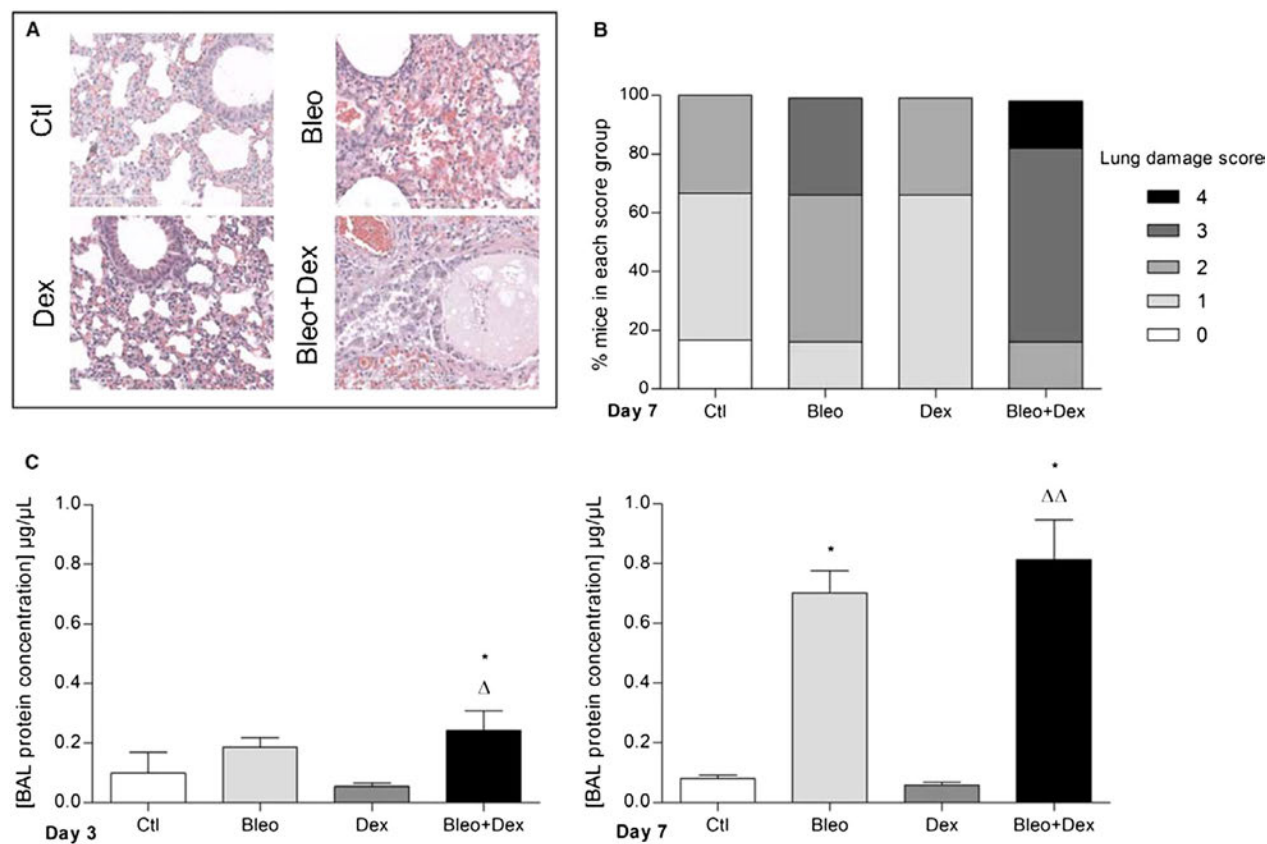 A
Ctl
Bleo
Dex
Bleo+Dex
B
% mice in each score group
100
80
60
40
20
0
Day 7
Ctl
Bleo
Dex
Bleo+Dex
Lung damage score
4
3
2
1
0
C
[BAL protein concentration] µg/µL
1.0
0.8
0.6
0.4
0.2
0.0
*
Δ
Day 3
Ctl
Bleo
Dex
Bleo+Dex
[BAL protein concentration] µg/µL
1.0
0.8
0.6
0.4
0.2
0.0
*
*
ΔΔ
Day 7
Ctl
Bleo
Dex
Bleo+Dex